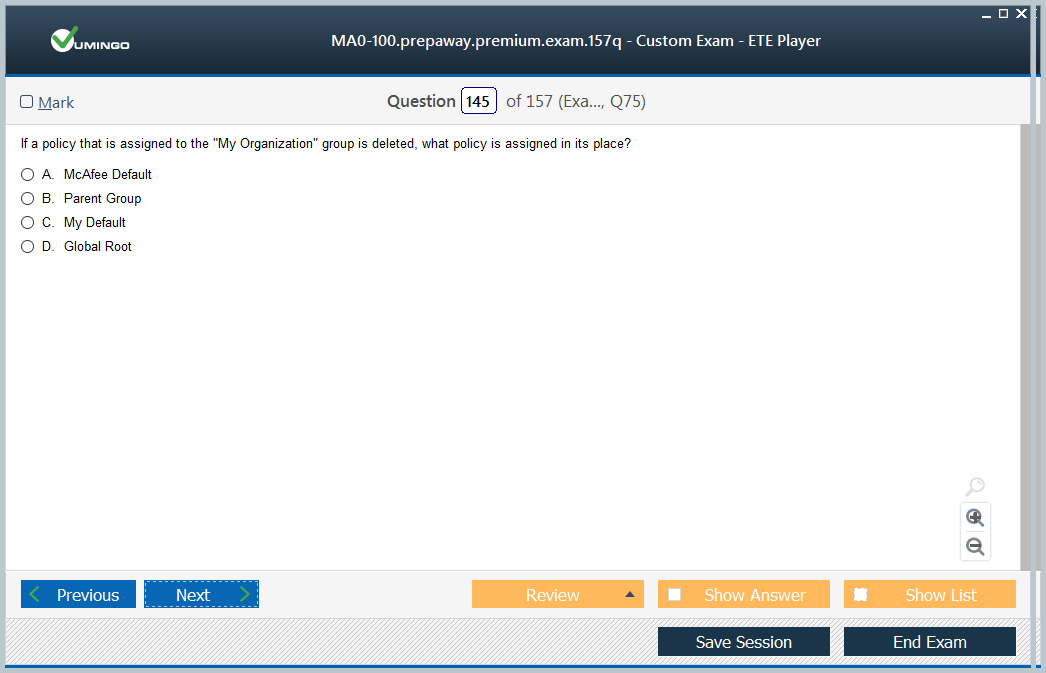 VUMINGO
MA0-100.prepaway.premium.exam.157q - Custom Exam - ETE Player
Mark
Question 145 of 157 (Exa..., Q75)
If a policy that is assigned to the "My Organization" group is deleted, what policy is assigned in its place?
A. McAfee Default
B. Parent Group
C. My Default
D. Global Root
Previous
Next
Review
Show Answer
Show List
Save Session
End Exam